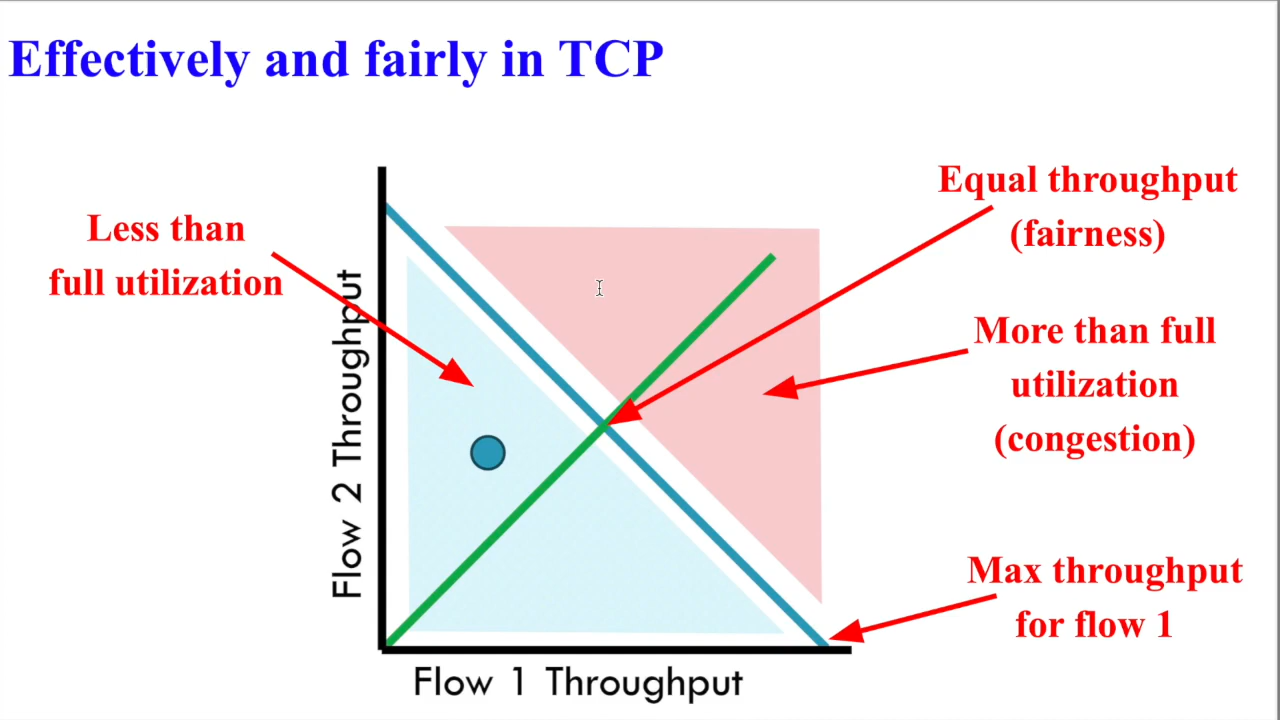 Effectively and fairly in TCP
Less than
full utilization
Equal throughput
(fairness)
More than full
utilization
(congestion)
Max throughput
for flow 1
Flow 2 Throughput
Flow 1 Throughput